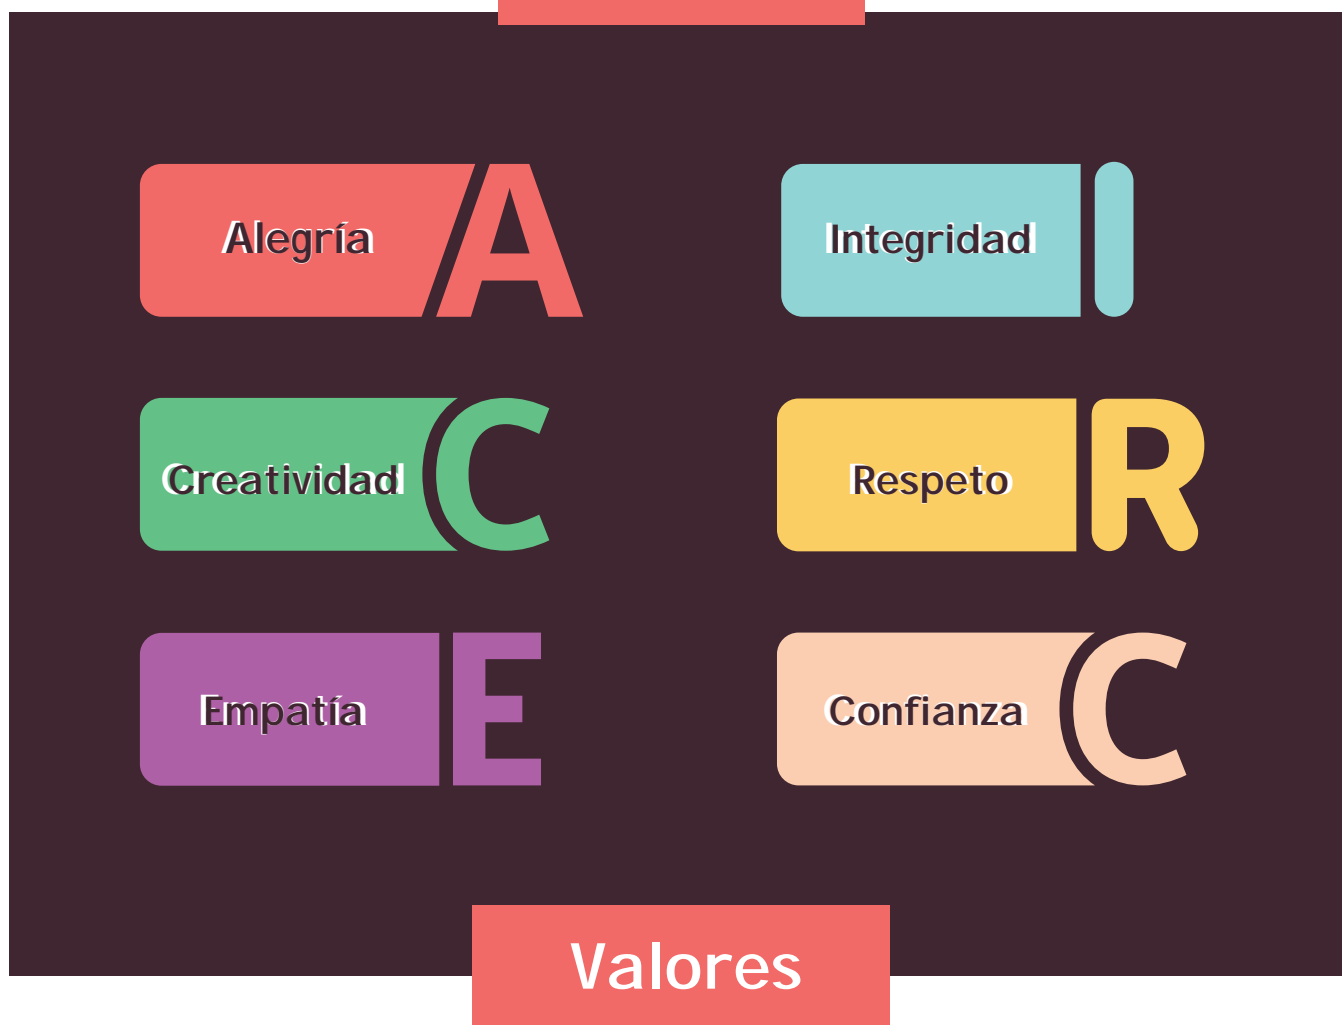 Alegría A
Integridad I
Creatividad C
Respeto R
Empatía E
Confianza C
Valores